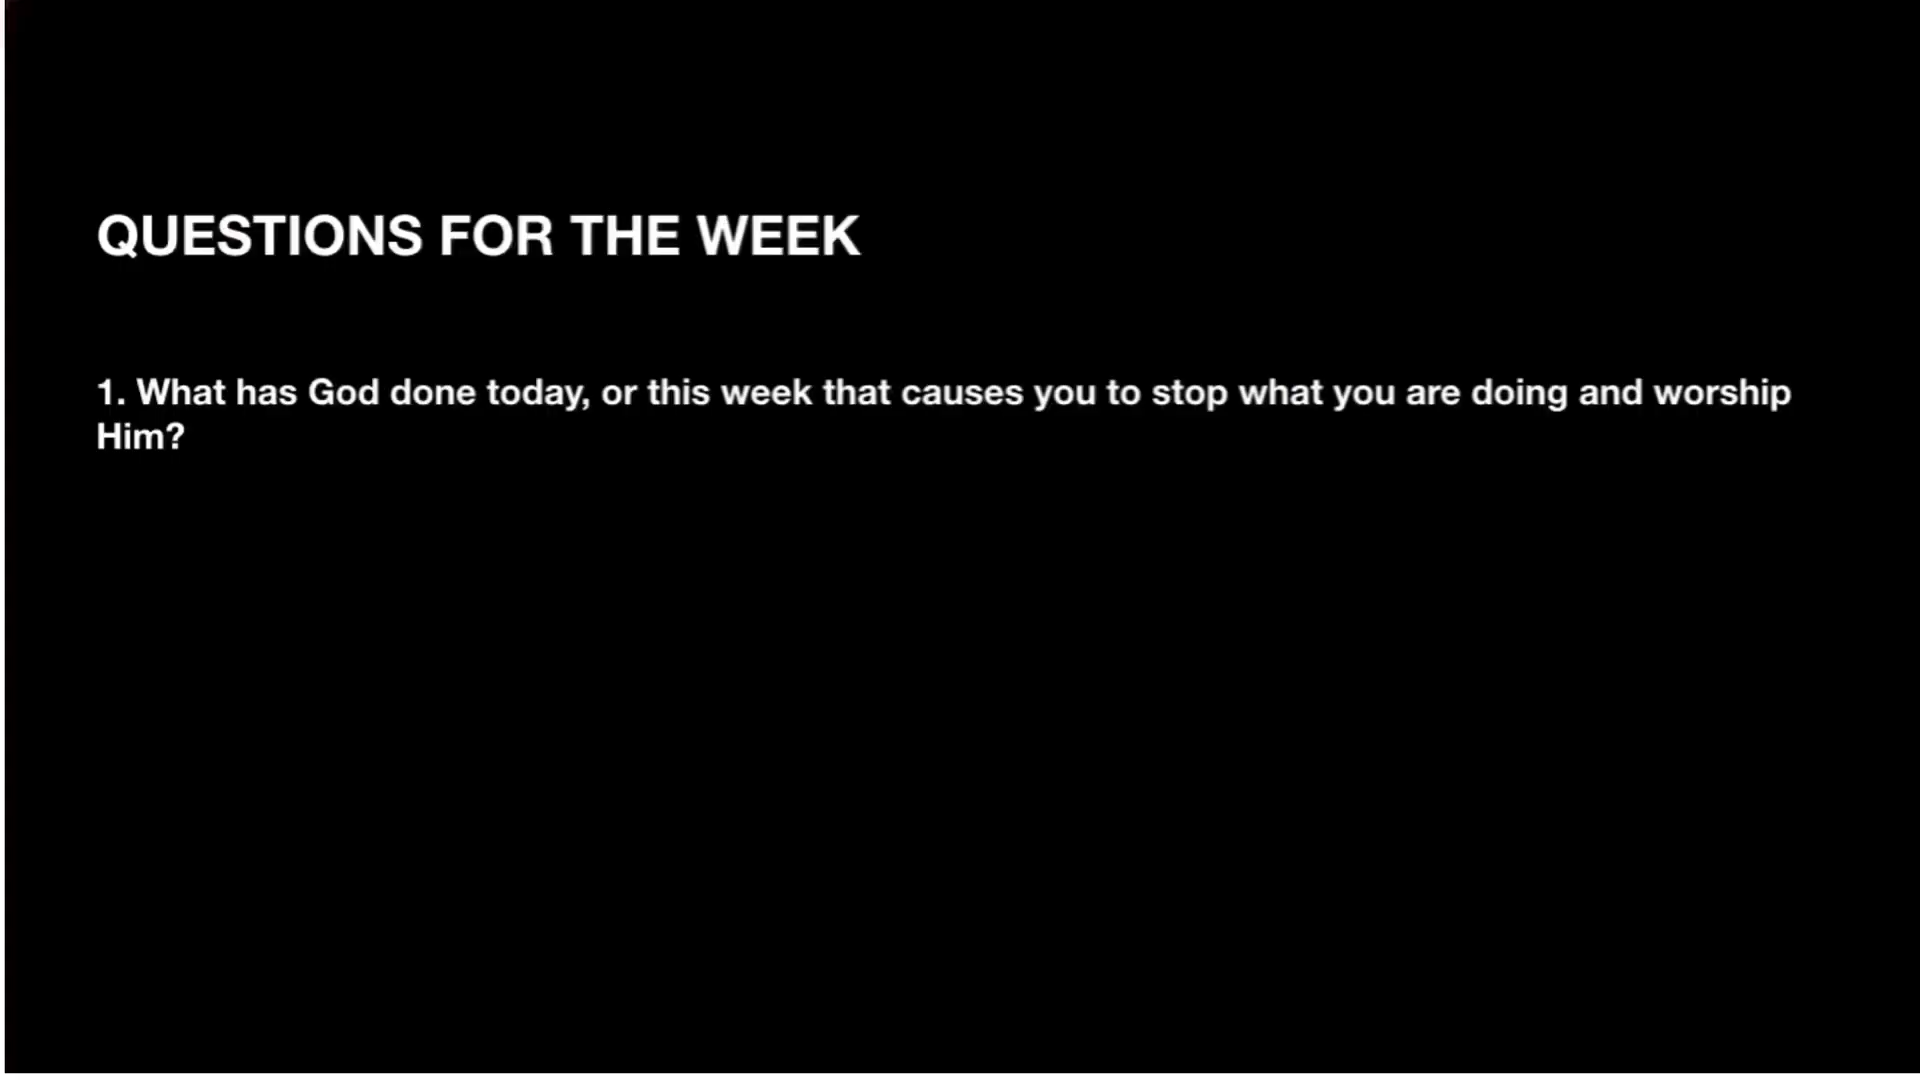 QUESTIONS FOR THE WEEK
1. What has God done today, or this week that causes you to stop what you are doing and worship
Him?